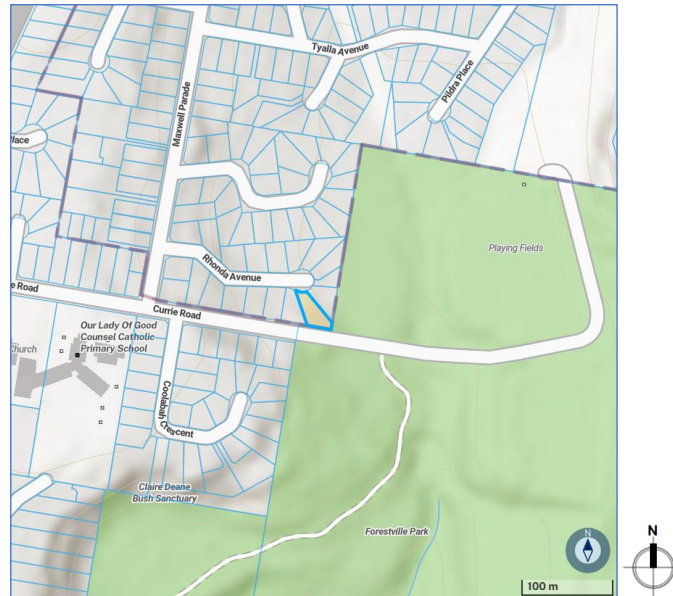 Tyalla Avenue
Pildra Place
Maxwell Parade
lace
Playing Fields
Rhonda Avenue
e Road
Currie Road
Our Lady Of Good
Counsel Catholic
Primary School
hurch
Coolabah Crescent
Claire Deane
Bush Sanctuary
Forestville Park
N
N
100 m